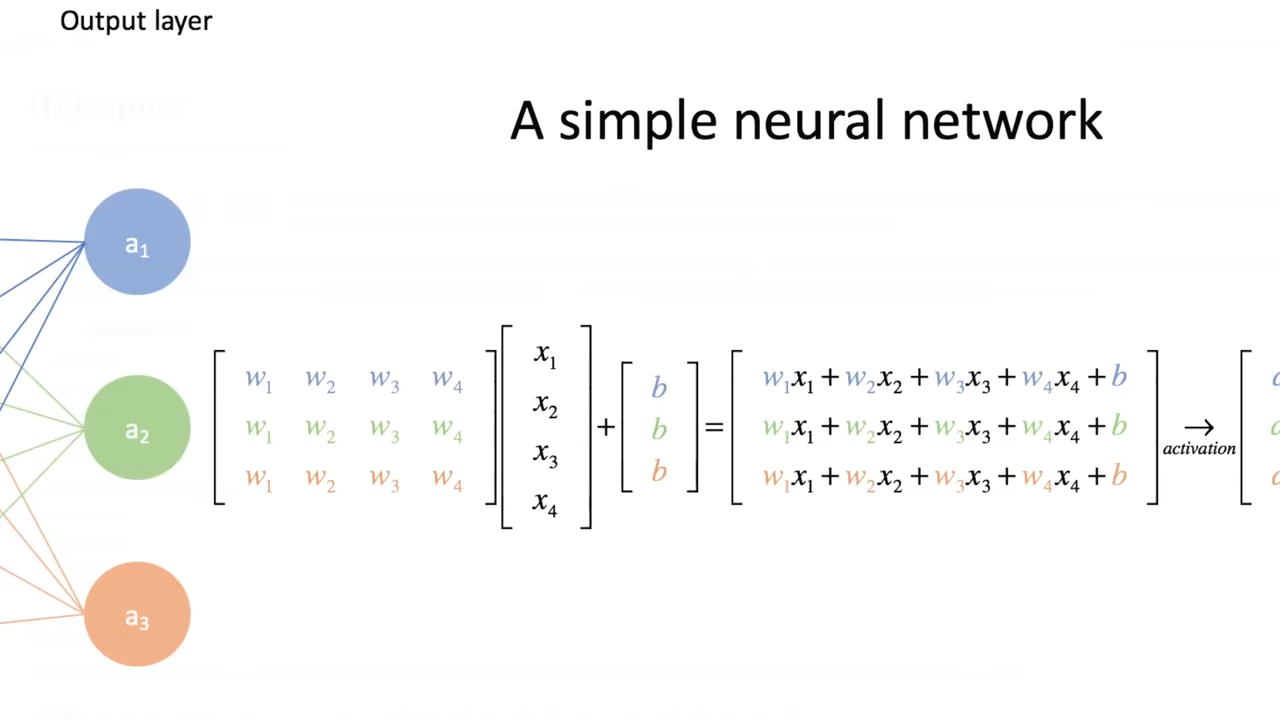 Output layer
A simple neural network
a₁
a₂
a₃
w₁ w₂ w₃ w₄
w₁ w₂ w₃ w₄
w₁ w₂ w₃ w₄
x₁
x₂
x₃
x₄
+
b
b
b
=
w₁x₁ + w₂x₂ + w₃x₃ + w₄x₄ + b
w₁x₁ + w₂x₂ + w₃x₃ + w₄x₄ + b
w₁x₁ + w₂x₂ + w₃x₃ + w₄x₄ + b
→
activation